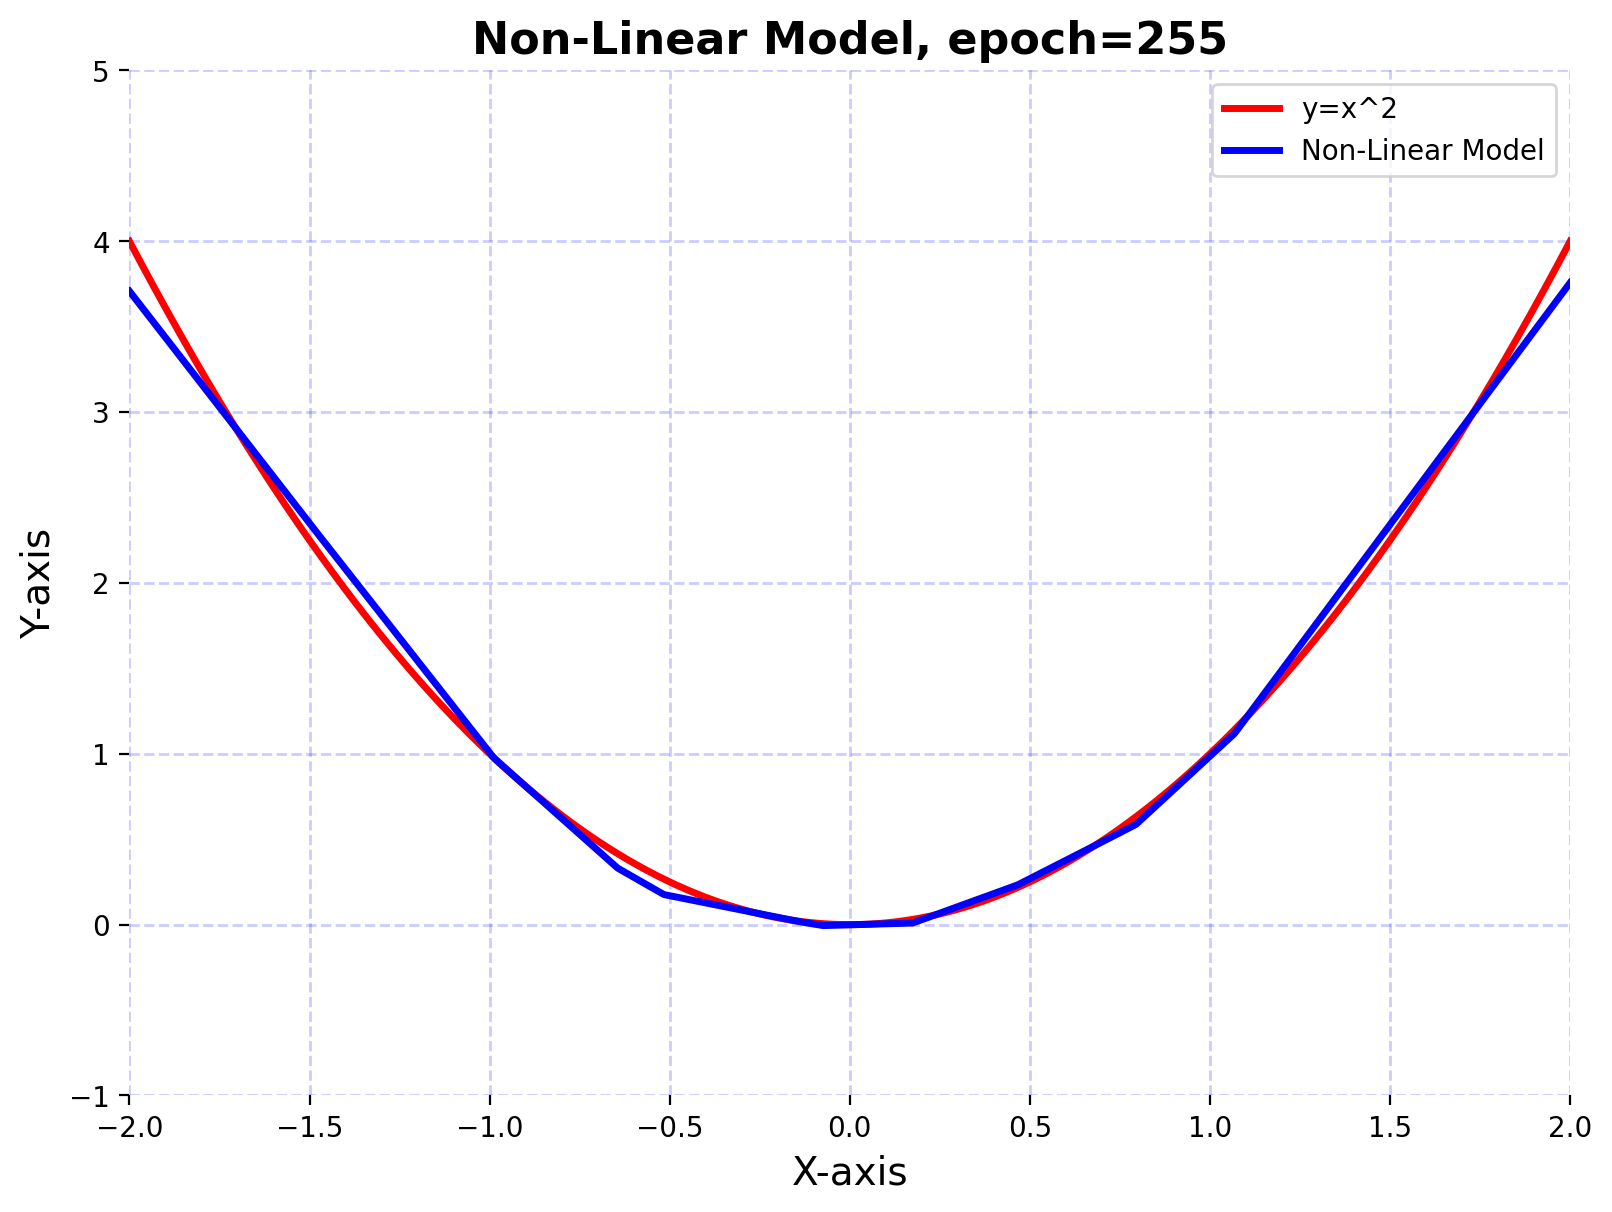 Non-Linear Model, epoch=255
y=x^2
Non-Linear Model
5
4
3
2
1
0
−1
Y-axis
−2.0 −1.5 −1.0 −0.5 0.0 0.5 1.0 1.5 2.0
X-axis